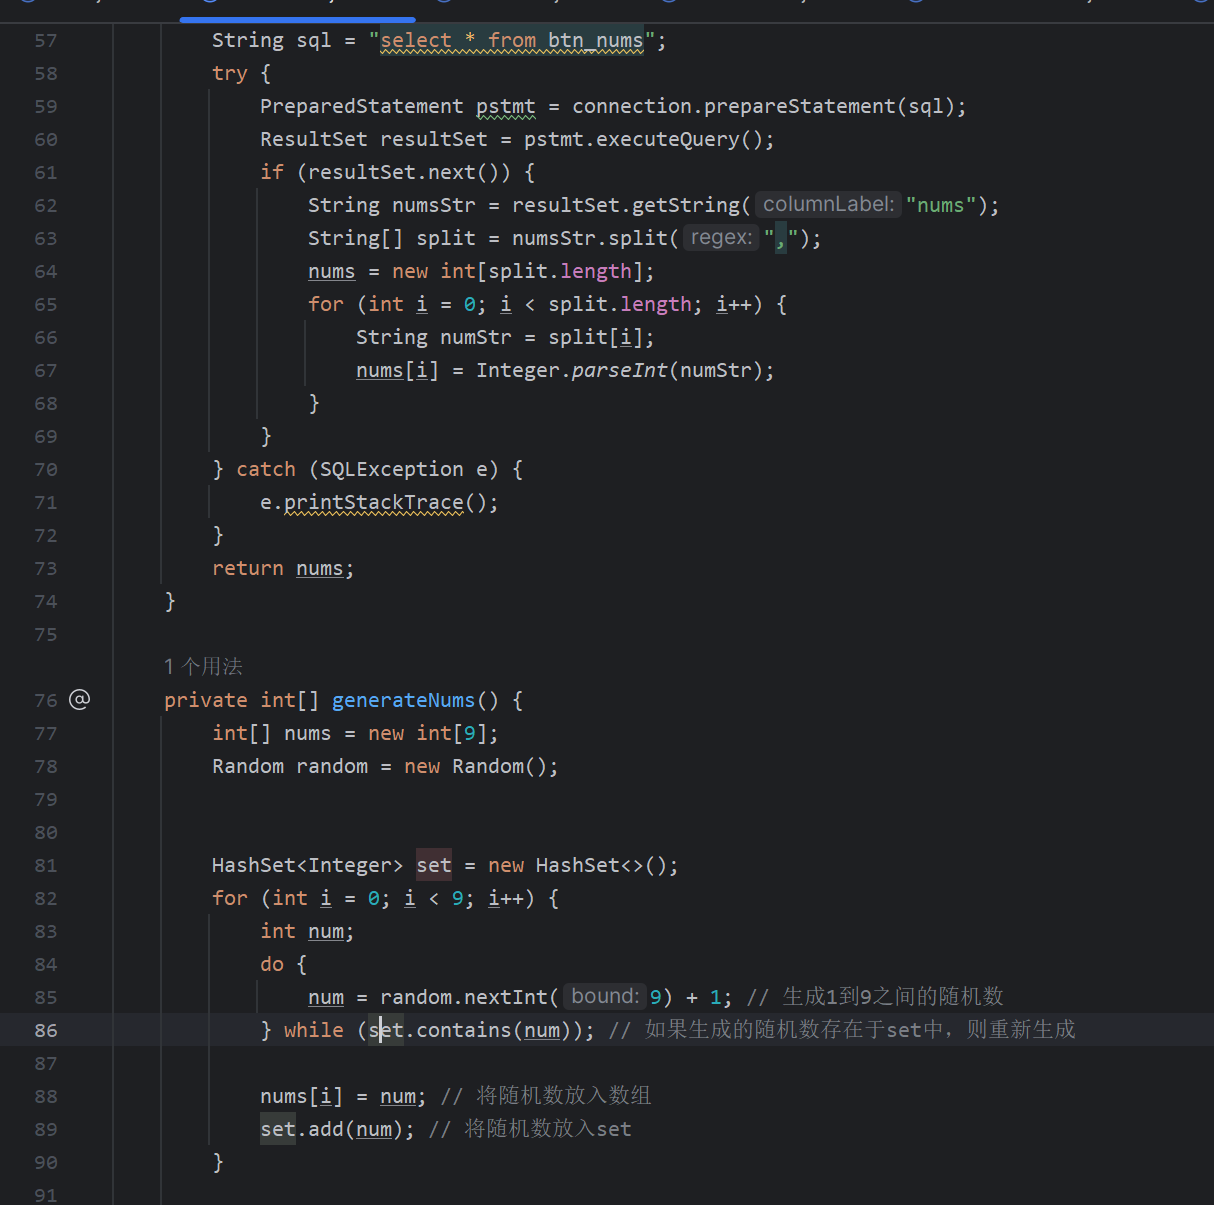 57 String sql = "select * from btn_nums";
58 try {
59 PreparedStatement pstmt = connection.prepareStatement(sql);
60 ResultSet resultSet = pstmt.executeQuery();
61 if (resultSet.next()) {
62 String numsStr = resultSet.getString( columnLabel: "nums");
63 String[] split = numsStr.split( regex: ",");
64 nums = new int[split.length];
65 for (int i = 0; i < split.length; i++) {
66 String numStr = split[i];
67 nums[i] = Integer.parseInt(numStr);
68 }
69 }
70 } catch (SQLException e) {
71 e.printStackTrace();
72 }
73 return nums;
74 }
75
1 个用法
76 @ private int[] generateNums() {
77 int[] nums = new int[9];
78 Random random = new Random();
79
80
81 HashSet<Integer> set = new HashSet<>();
82 for (int i = 0; i < 9; i++) {
83 int num;
84 do {
85 num = random.nextInt( bound: 9) + 1; // 生成1到9之间的随机数
86 } while (set.contains(num)); // 如果生成的随机数存在于set中，则重新生成
87
88 nums[i] = num; // 将随机数放入数组
89 set.add(num); // 将随机数放入set
90 }
91